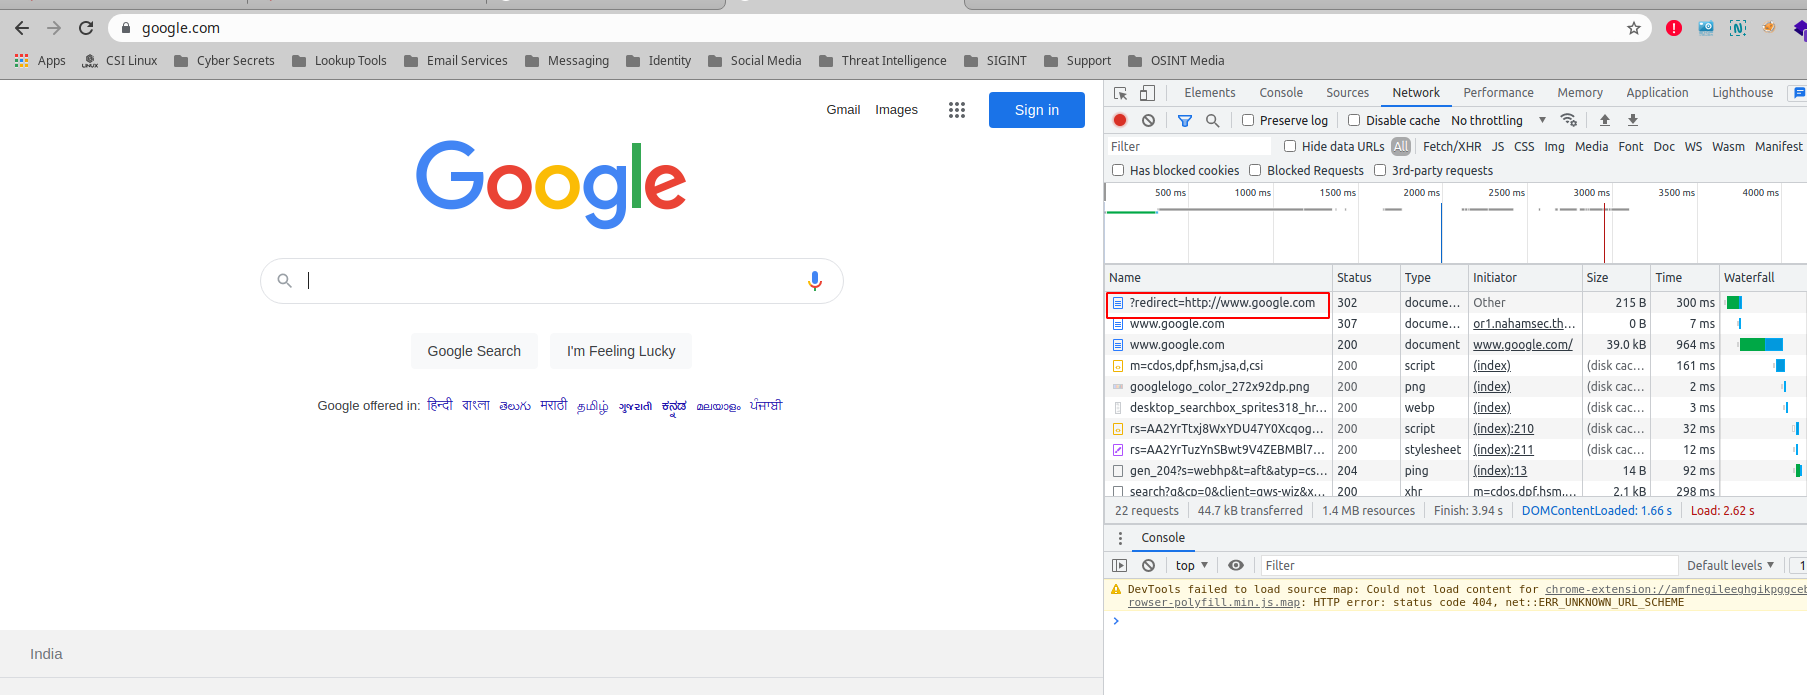 google.com
Apps CSI Linux Cyber Secrets Lookup Tools Email Services Messaging Identity Social Media Threat Intelligence SIGINT Support OSINT Media
Gmail Images Sign in
Google
Google Search I'm Feeling Lucky
Google offered in: हिन्दी বাংলা తెలుగు मराठी தமிழ் ગુજરાતી ಕನ್ನಡ മലയാളം ਪੰਜਾਬੀ
India
Elements Console Sources Network Performance Memory Application Lighthouse
Preserve log Disable cache No throttling
Filter Hide data URLs All Fetch/XHR JS CSS Img Media Font Doc WS Wasm Manifest
Has blocked cookies Blocked Requests 3rd-party requests
500 ms 1000 ms 1500 ms 2000 ms 2500 ms 3000 ms 3500 ms 4000 ms
Name Status Type Initiator Size Time Waterfall
?redirect=http://www.google.com 302 docume... Other 215 B 300 ms
www.google.com 307 docume... or1.nahamsec.th... 0 B 7 ms
www.google.com 200 document www.google.com/ 39.0 kB 964 ms
m=cdos,dpf,hsm,jsa,d,csi 200 script (index) (disk cac... 161 ms
googlelogo_color_272x92dp.png 200 png (index) (disk cac... 2 ms
desktop_searchbox_sprites318_hr... 200 webp (index) (disk cac... 3 ms
rs=AA2YrTtxj8WxYDU47Y0Xcqog... 200 script (index):210 (disk cac... 32 ms
rs=AA2YrTuzYnSBwt9V4ZEBMBl7... 200 stylesheet (index):211 (disk cac... 12 ms
gen_204?s=webhp&t=aft&atyp=cs... 204 ping (index):13 14 B 92 ms
search?q&cp=0&client=gws-wiz&x... 200 xhr m=cdos,dpf,hsm,... 2.1 kB 298 ms
22 requests 44.7 kB transferred 1.4 MB resources Finish: 3.94 s DOMContentLoaded: 1.66 s Load: 2.62 s
Console
top Filter Default levels 1
DevTools failed to load source map: Could not load content for chrome-extension://amfnegileeghgikpggceb
rowser-polyfill.min.js.map: HTTP error: status code 404, net::ERR_UNKNOWN_URL_SCHEME